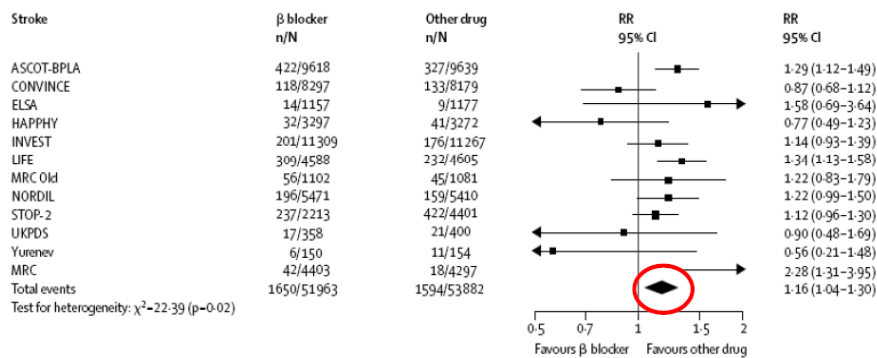 Stroke β blocker Other drug RR RR
n/N n/N 95% CI 95% CI
ASCOT-BPLA 422/9618 327/9639 1·29 (1·12–1·49)
CONVINCE 118/8297 133/8179 0·87 (0·68–1·12)
ELSA 14/1157 9/1177 1·58 (0·69–3·64)
HAPPHY 32/3297 41/3272 0·77 (0·49–1·23)
INVEST 201/11309 176/11267 1·14 (0·93–1·39)
LIFE 309/4588 232/4605 1·34 (1·13–1·58)
MRC Old 56/1102 45/1081 1·22 (0·83–1·79)
NORDIL 196/5471 159/5410 1·22 (0·99–1·50)
STOP-2 237/2213 422/4401 1·12 (0·96–1·30)
UKPDS 17/358 21/400 0·90 (0·48–1·69)
Yurenev 6/150 11/154 0·56 (0·21–1·48)
MRC 42/4403 18/4297 2·28 (1·31–3·95)
Total events 1650/51963 1594/53882 1·16 (1·04–1·30)
Test for heterogeneity: χ²–22·39 (p=0·02)
0·5 0·7 1 1·5 2
Favours β blocker Favours other drug